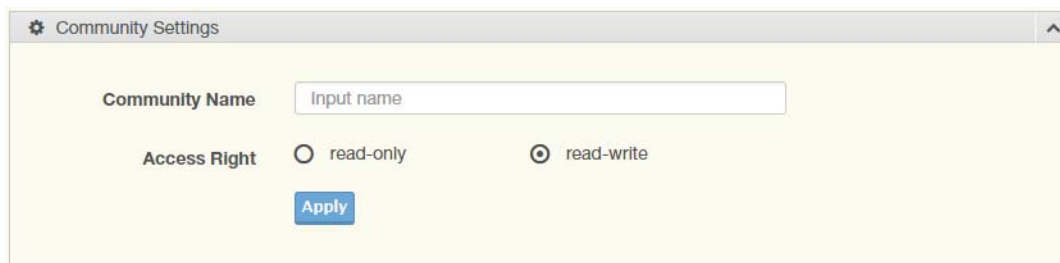 Community Settings
Community Name Input name
Access Right read-only read-write
Apply